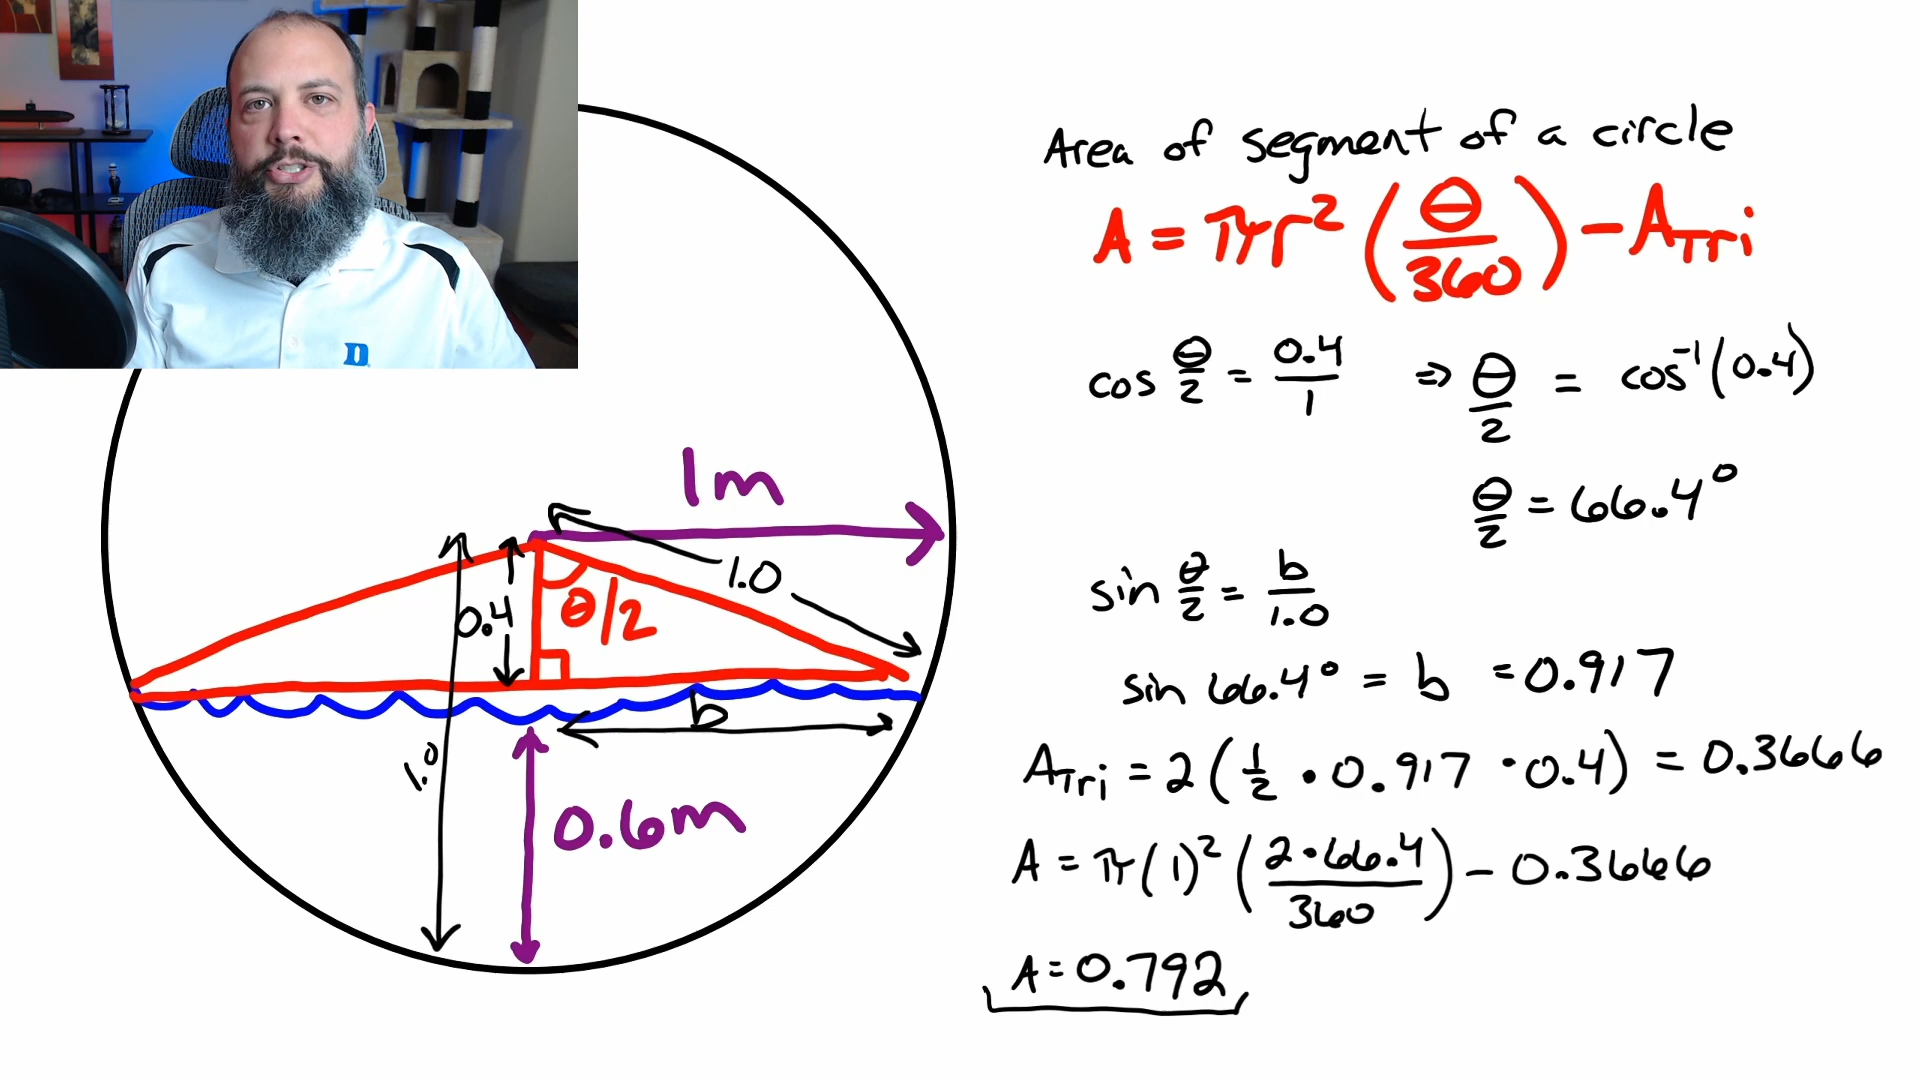 D
Area of segment of a circle
A = πr² (θ/360) - A_Tri
cos θ/2 = 0.4/1 ⇒ θ/2 = cos⁻¹(0.4)
θ/2 = 66.4°
sin θ/2 = b/1.0
sin 66.4° = b = 0.917
A_Tri = 2(1/2 · 0.917 · 0.4) = 0.3666
A = π(1)² (2·66.4/360) - 0.3666
A = 0.792
1m
1.0
0.4
θ/2
b
1.0
0.6m